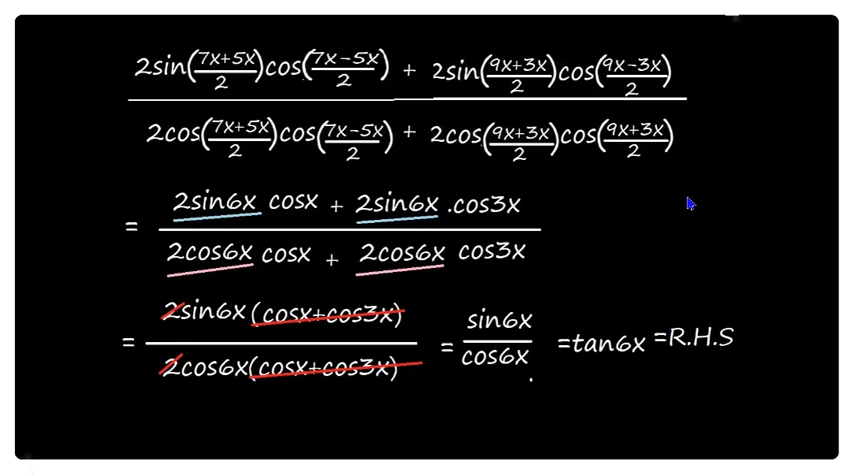 2sin(7x+5x/2)cos(7x-5x/2) + 2sin(9x+3x/2)cos(9x-3x/2)
2cos(7x+5x/2)cos(7x-5x/2) + 2cos(9x+3x/2)cos(9x+3x/2)
= 2sin6x cosx + 2sin6x .cos3x
2cos6x cosx + 2cos6x cos3x
= 2sin6x(cosx+cos3x) / 2cos6x(cosx+cos3x) = sin6x / cos6x. =tan6x =R.H.S